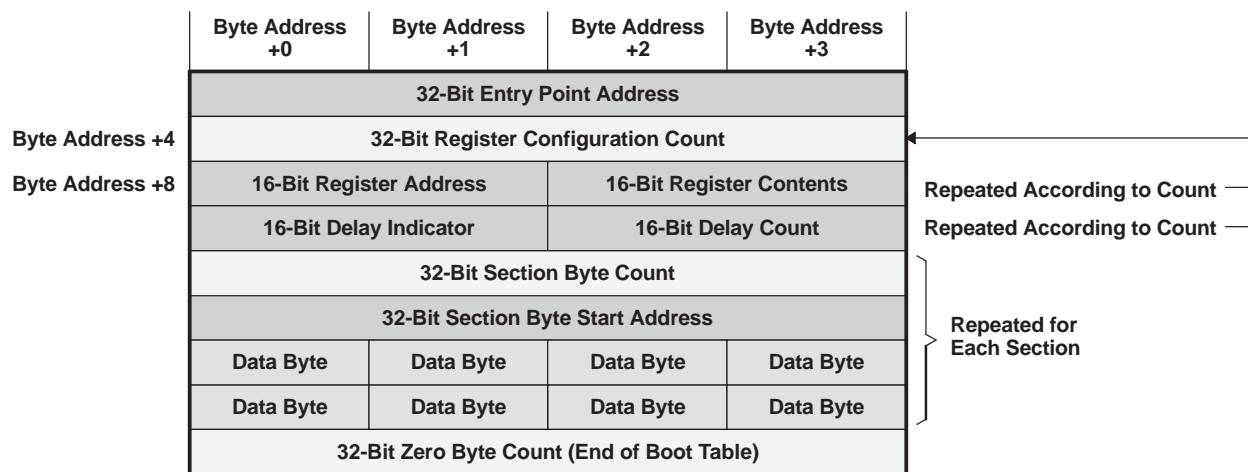 Byte Address +0
Byte Address +1
Byte Address +2
Byte Address +3
32-Bit Entry Point Address
Byte Address +4
32-Bit Register Configuration Count
Byte Address +8
16-Bit Register Address
16-Bit Register Contents
Repeated According to Count
16-Bit Delay Indicator
16-Bit Delay Count
Repeated According to Count
32-Bit Section Byte Count
32-Bit Section Byte Start Address
Repeated for
Each Section
Data Byte
Data Byte
Data Byte
Data Byte
Data Byte
Data Byte
Data Byte
Data Byte
32-Bit Zero Byte Count (End of Boot Table)